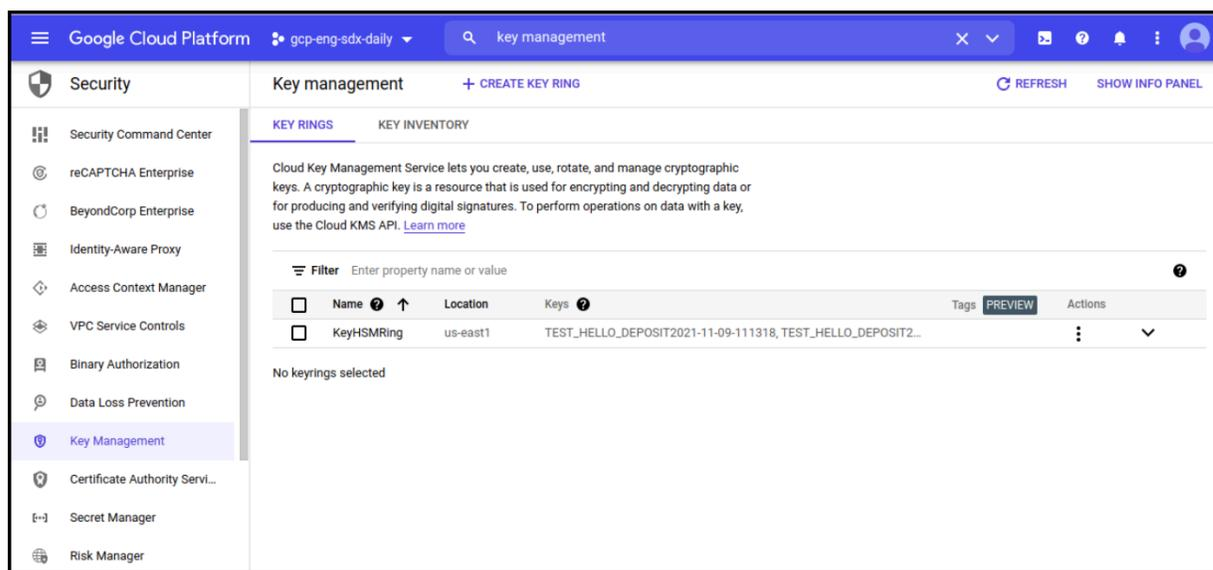 Google Cloud Platform gcp-eng-sdx-daily key management
Security Key management + CREATE KEY RING REFRESH SHOW INFO PANEL
KEY RINGS KEY INVENTORY
Security Command Center
reCAPTCHA Enterprise
BeyondCorp Enterprise
Identity-Aware Proxy
Access Context Manager
VPC Service Controls
Binary Authorization
Data Loss Prevention
Key Management
Certificate Authority Servi...
Secret Manager
Risk Manager
Cloud Key Management Service lets you create, use, rotate, and manage cryptographic
keys. A cryptographic key is a resource that is used for encrypting and decrypting data or
for producing and verifying digital signatures. To perform operations on data with a key,
use the Cloud KMS API. Learn more
Filter Enter property name or value
Name Location Keys Tags PREVIEW Actions
KeyHSMRing us-east1 TEST_HELLO_DEPOSIT2021-11-09-111318, TEST_HELLO_DEPOSIT2...
No keyrings selected